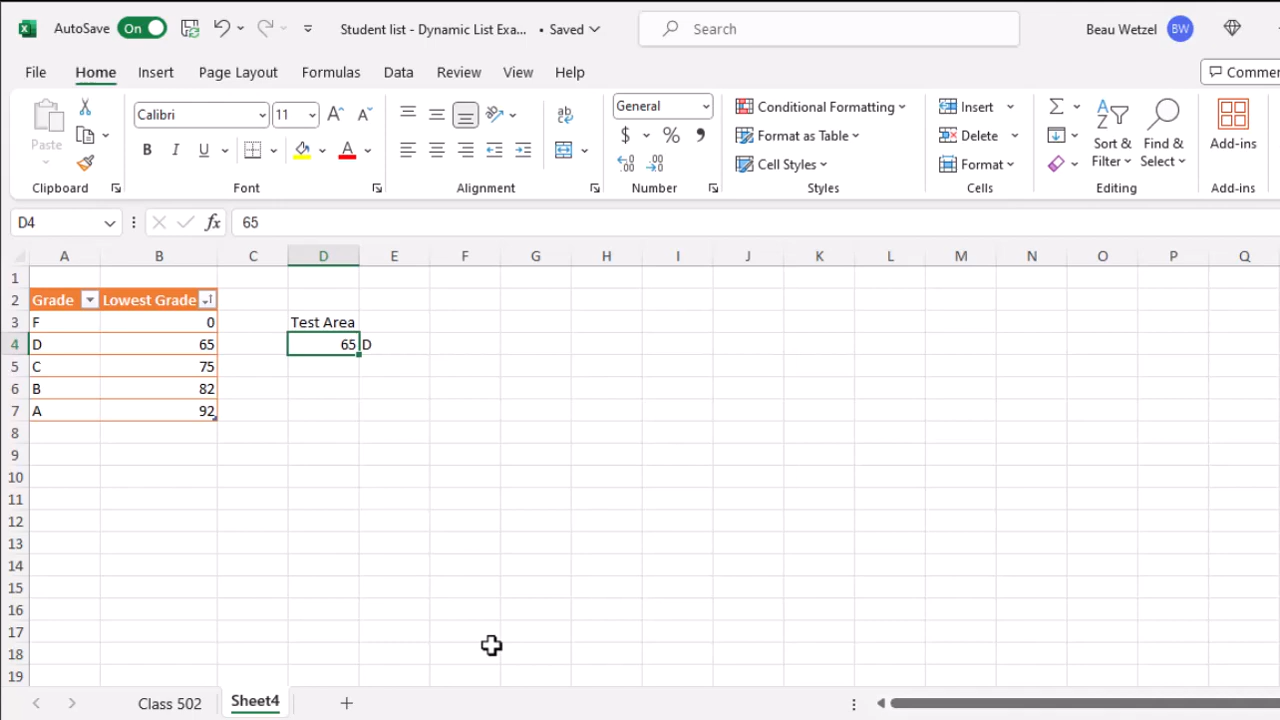 AutoSave On Student list - Dynamic List Exa... • Saved Search Beau Wetzel BW
File Home Insert Page Layout Formulas Data Review View Help Comme
Paste
Clipboard
Calibri 11
B I U A
Font
ab
Alignment
General
$ % 9
Number
Conditional Formatting
Format as Table
Cell Styles
Styles
Insert
Delete
Format
Cells
Sort & Filter
Find & Select
Editing
Add-ins
Add-ins
D4 fx 65
A B C D E F G H I J K L M N O P Q
1
2 Grade Lowest Grade
3 F 0 Test Area
4 D 65 65 D
5 C 75
6 B 82
7 A 92
8
9
10
11
12
13
14
15
16
17
18
19
Class 502 Sheet4